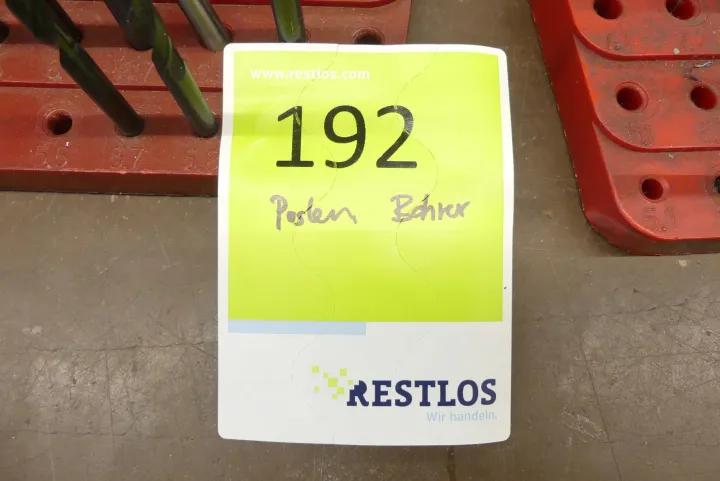 www.restlos.com
192
Posten Bohrer
RESTLOS
Wir handeln.